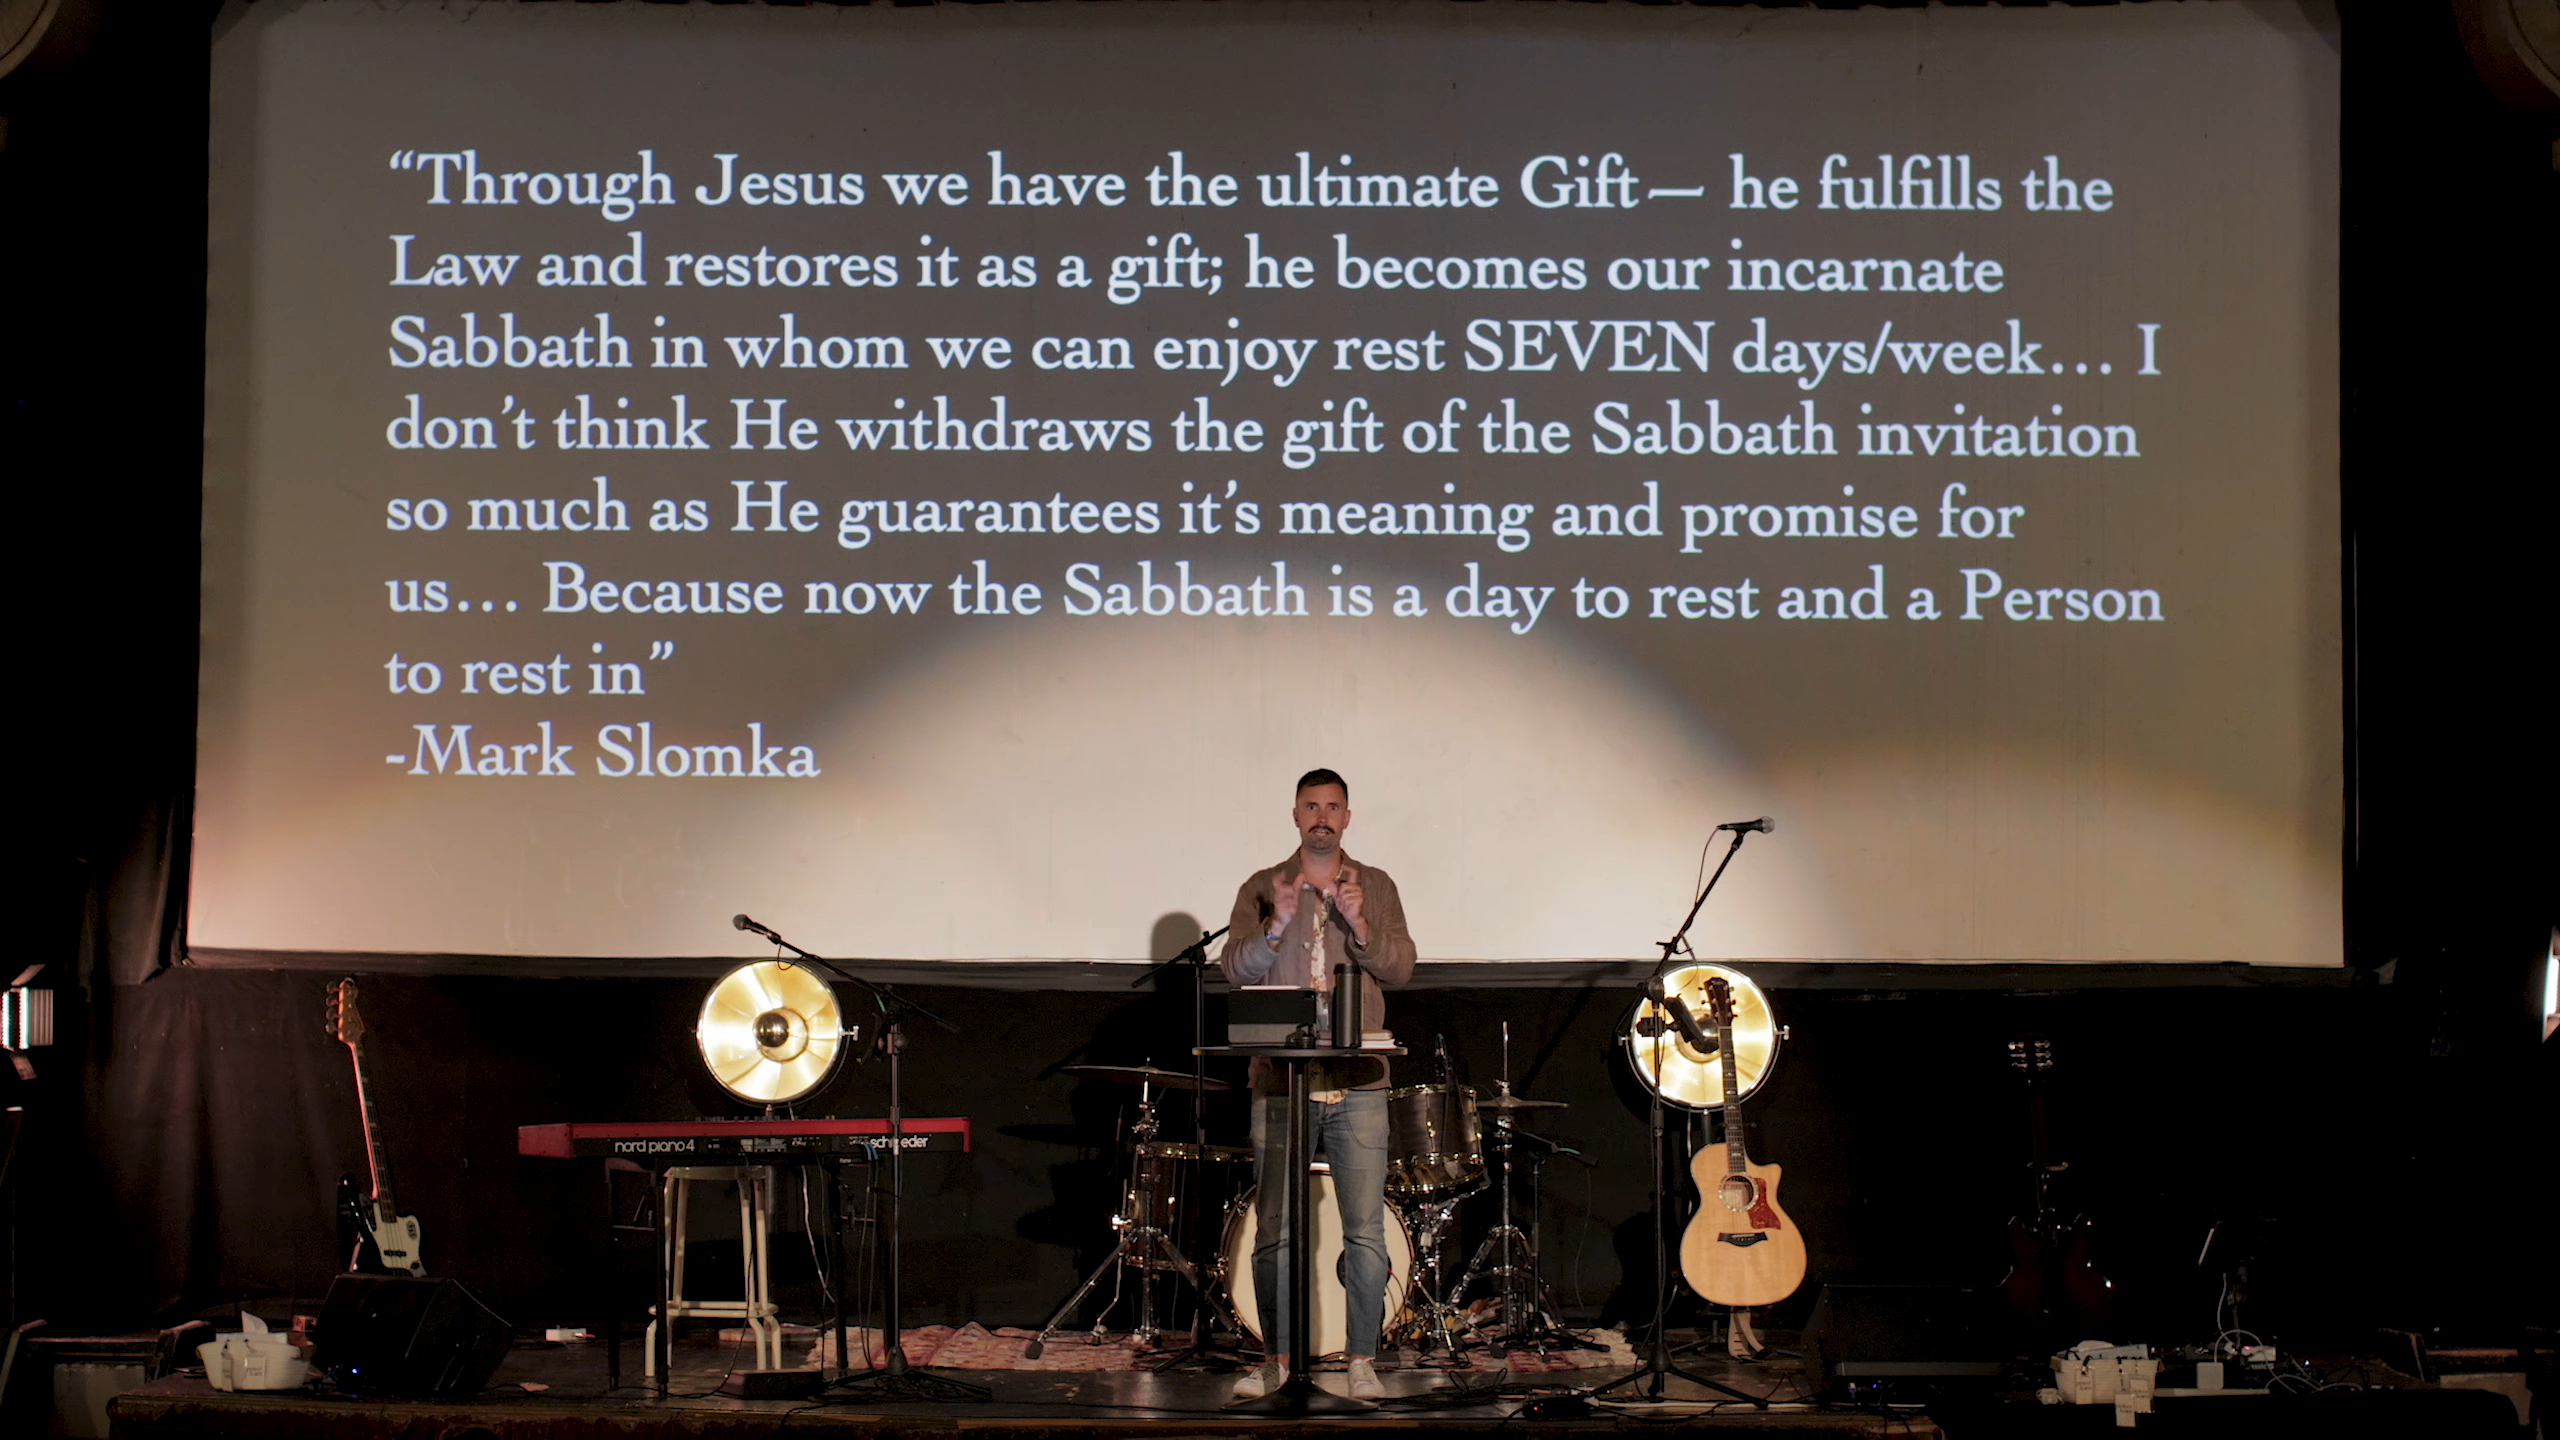 “Through Jesus we have the ultimate Gift— he fulfills the
Law and restores it as a gift; he becomes our incarnate
Sabbath in whom we can enjoy rest SEVEN days/week… I
don’t think He withdraws the gift of the Sabbath invitation
so much as He guarantees it’s meaning and promise for
us… Because now the Sabbath is a day to rest and a Person
to rest in”
-Mark Slomka
nord piano 4